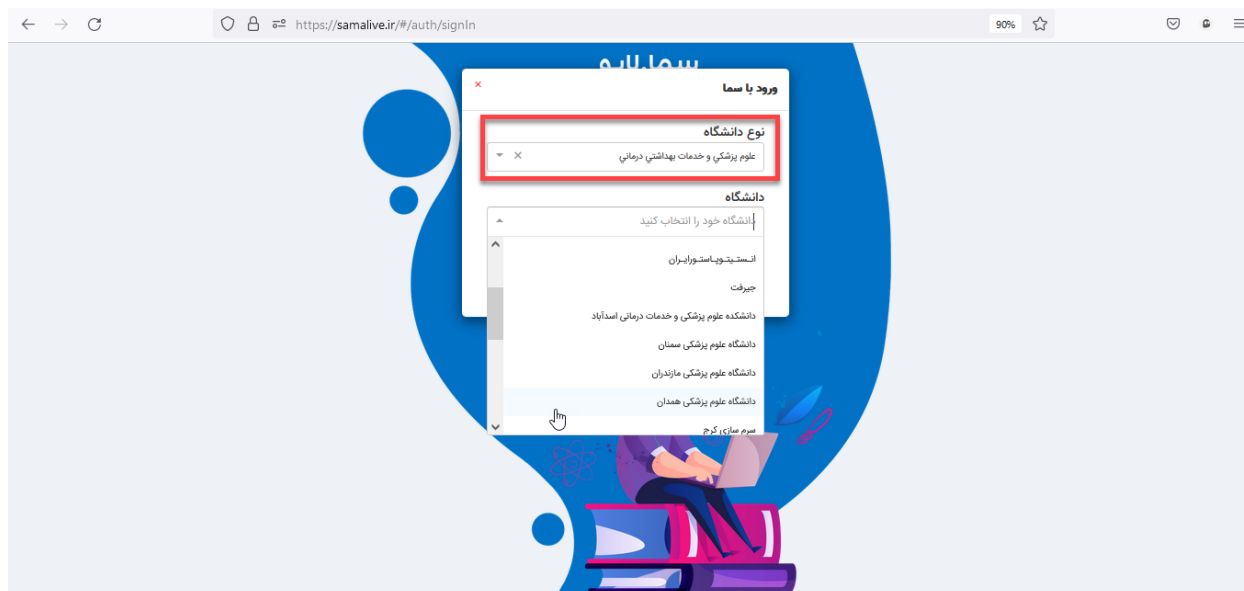 https://samalive.ir/#/auth/signIn
90%
سمالایو
ورود با سما
نوع دانشگاه
علوم پزشكي و خدمات بهداشتي درماني
دانشگاه
دانشگاه خود را انتخاب کنید
انـستـیتـوپـاستـورایـران
جیرفت
دانشکده علوم پزشکی و خدمات درمانی اسدآباد
دانشگاه علوم پزشکی سمنان
دانشگاه علوم پزشکی مازندران
دانشگاه علوم پزشکی همدان
سرم سازی کرج